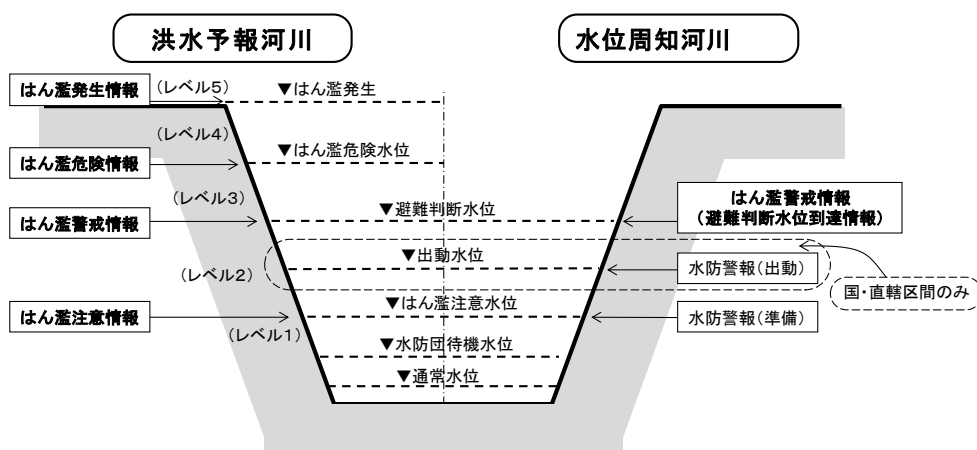 洪水予報河川
水位周知河川
はん濫発生情報
(レベル5)
▼はん濫発生
(レベル4)
はん濫危険情報
▼はん濫危険水位
(レベル3)
はん濫警戒情報
▼避難判断水位
はん濫警戒情報
(避難判断水位到達情報)
▼出動水位
(レベル2)
水防警報(出動)
国・直轄区間のみ
はん濫注意情報
▼はん濫注意水位
水防警報(準備)
(レベル1)
▼水防団待機水位
▼通常水位